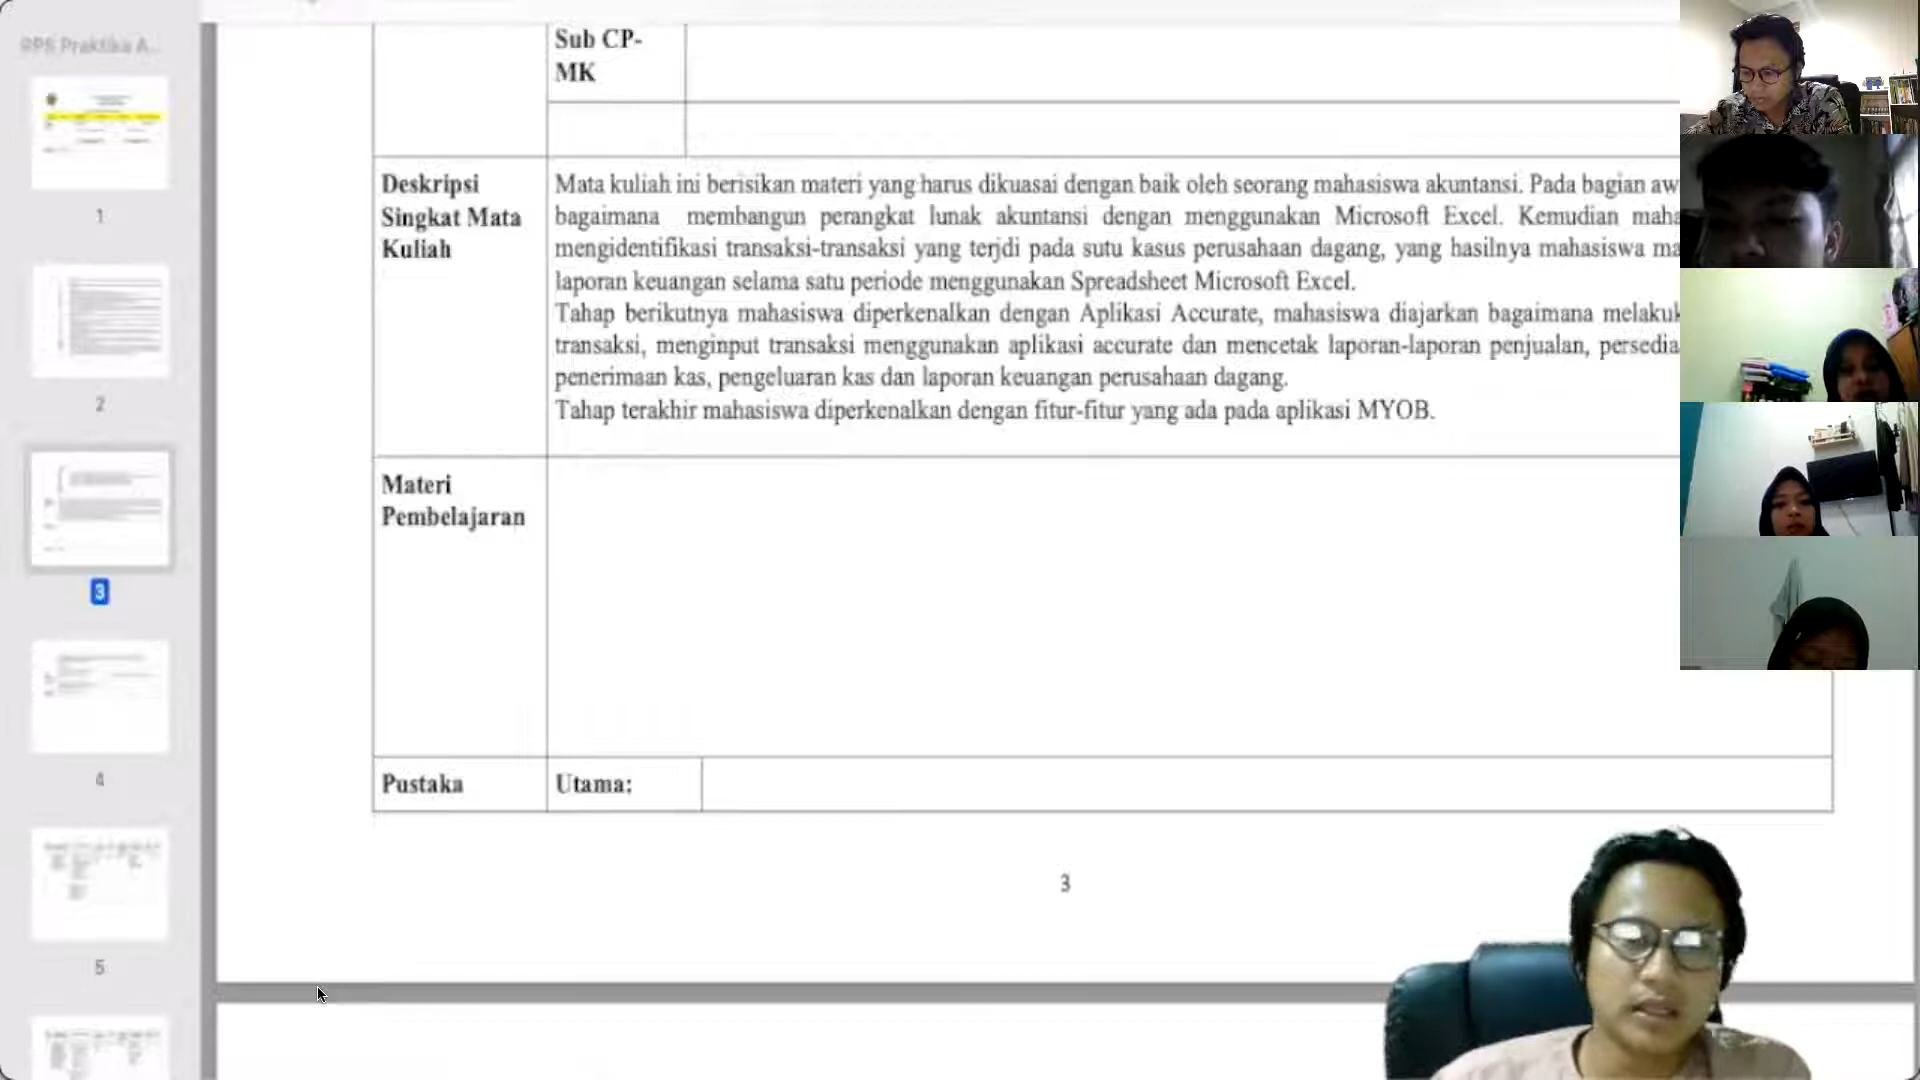 RPS Praktika A...
1
2
3
4
5
Sub CP-
MK
Deskripsi
Singkat Mata
Kuliah
Mata kuliah ini berisikan materi yang harus dikuasai dengan baik oleh seorang mahasiswa akuntansi. Pada bagian aw
bagaimana membangun perangkat lunak akuntansi dengan menggunakan Microsoft Excel. Kemudian maha
mengidentifikasi transaksi-transaksi yang terjdi pada sutu kasus perusahaan dagang, yang hasilnya mahasiswa ma
laporan keuangan selama satu periode menggunakan Spreadsheet Microsoft Excel.
Tahap berikutnya mahasiswa diperkenalkan dengan Aplikasi Accurate, mahasiswa diajarkan bagaimana melakuk
transaksi, menginput transaksi menggunakan aplikasi accurate dan mencetak laporan-laporan penjualan, persedia
penerimaan kas, pengeluaran kas dan laporan keuangan perusahaan dagang.
Tahap terakhir mahasiswa diperkenalkan dengan fitur-fitur yang ada pada aplikasi MYOB.
Materi
Pembelajaran
Pustaka
Utama:
3